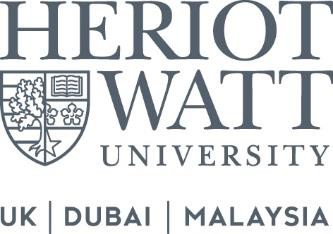 HERIOT
WATT
UNIVERSITY
UK | DUBAI | MALAYSIA